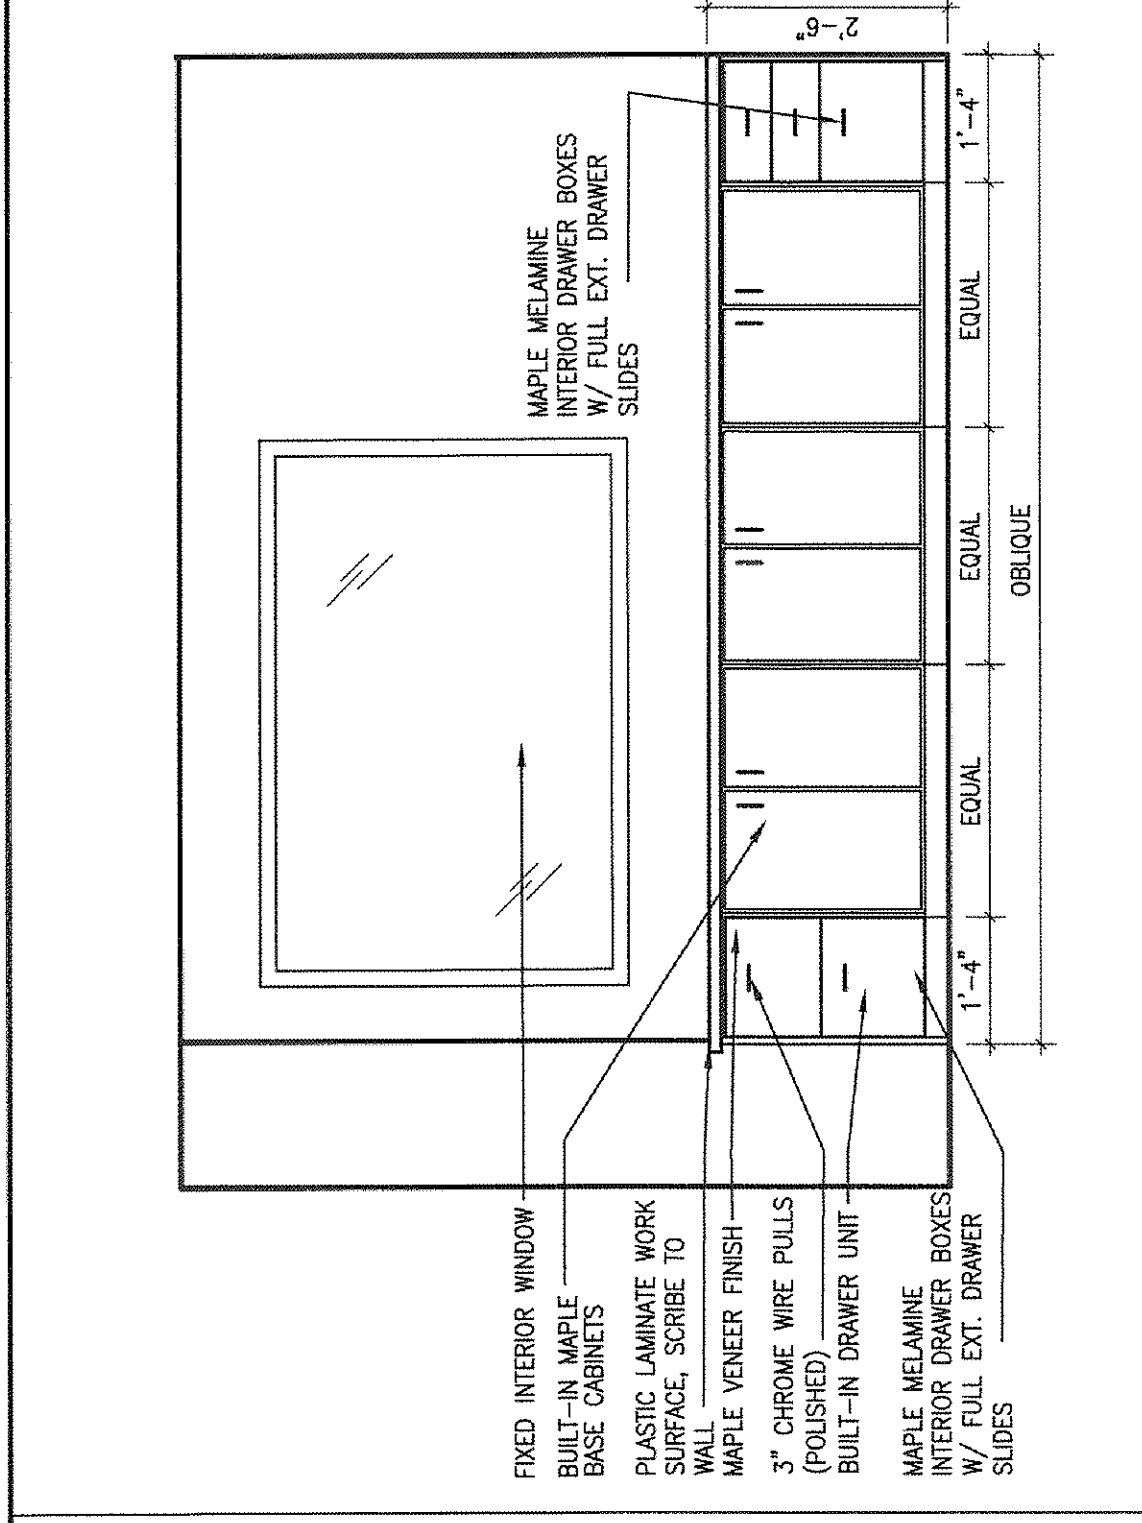 FIXED INTERIOR WINDOW
BUILT-IN MAPLE
BASE CABINETS
PLASTIC LAMINATE WORK
SURFACE, SCRIBE TO
WALL
MAPLE VENEER FINISH
3" CHROME WIRE PULLS
(POLISHED)
BUILT-IN DRAWER UNIT
MAPLE MELAMINE
INTERIOR DRAWER BOXES
W/ FULL EXT. DRAWER
SLIDES
MAPLE MELAMINE
INTERIOR DRAWER BOXES
W/ FULL EXT. DRAWER
SLIDES
2'-6"
1'-4"
EQUAL
EQUAL
EQUAL
1'-4"
OBLIQUE